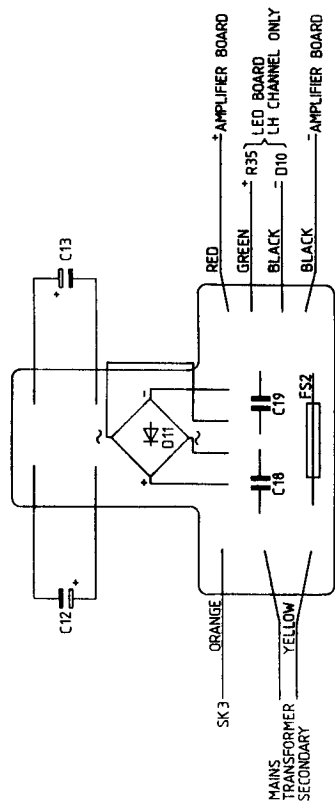 C12
+
+
C13
~
+
-
D11
~
C18
C19
FS2
SK3
ORANGE
YELLOW
MAINS
TRANSFORMER
SECONDARY
RED
+ AMPLIFIER BOARD
GREEN
+ R35
LED BOARD
LH CHANNEL ONLY
BLACK
- D10
BLACK
- AMPLIFIER BOARD